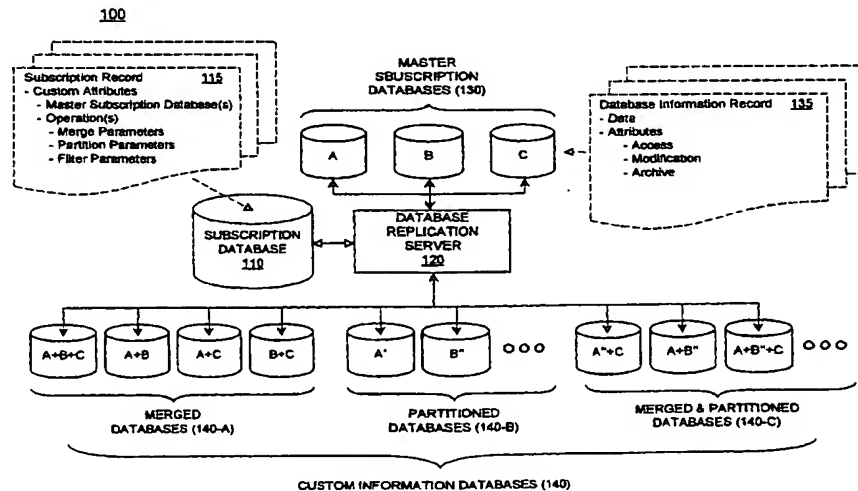 100
Subscription Record 115
- Custom Attributes
- Master Subscription Database(s)
- Operation(s)
- Merge Parameters
- Partition Parameters
- Filter Parameters
MASTER
SBUSCRIPTION
DATABASES (130)
A
B
C
Database Information Record 135
- Data
- Attributes
- Access
- Modification
- Archive
SUBSCRIPTION
DATABASE
110
DATABASE
REPLICATION
SERVER
120
A+B+C
A+B
A+C
B+C
A'
B"
A"+C
A+B"
A+B"+C
MERGED
DATABASES (140-A)
PARTITIONED
DATABASES (140-B)
MERGED & PARTITIONED
DATABASES (140-C)
CUSTOM INFORMATION DATABASES (140)